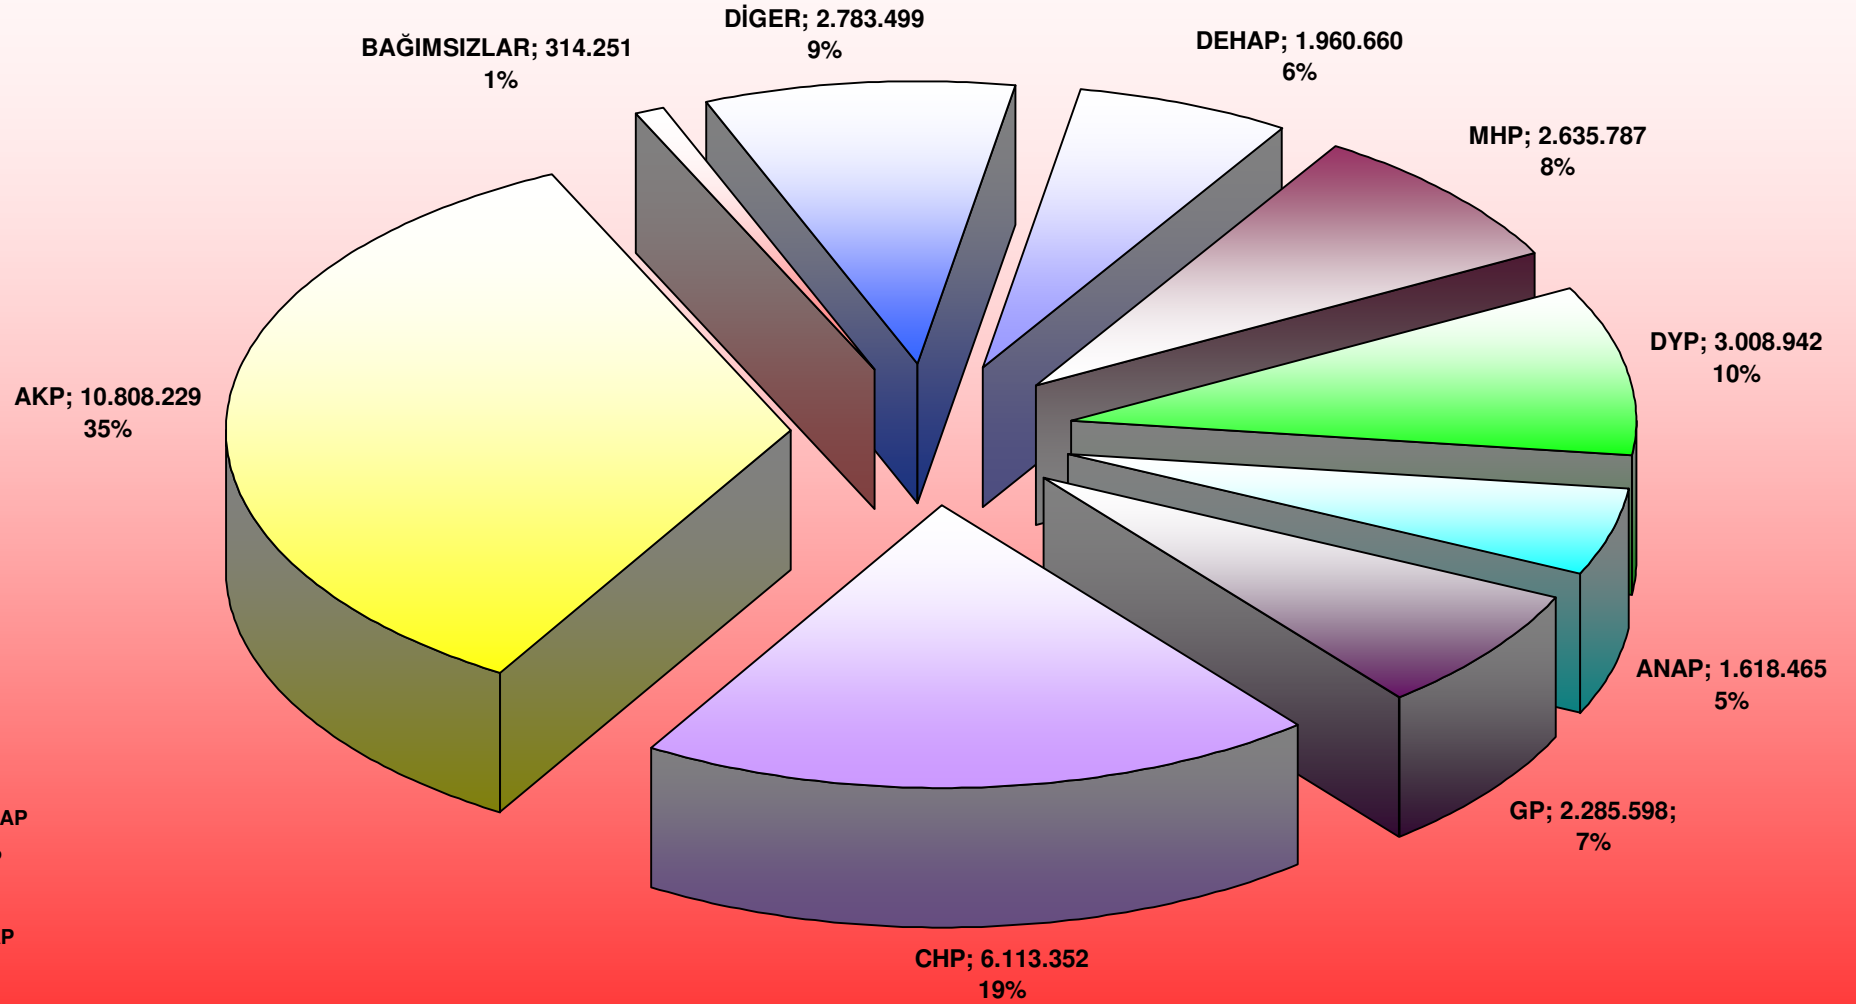 DİGER; 2.783.499
9%
BAĞIMSIZLAR; 314.251
1%
DEHAP; 1.960.660
6%
MHP; 2.635.787
8%
DYP; 3.008.942
10%
AKP; 10.808.229
35%
ANAP; 1.618.465
5%
GP; 2.285.598;
7%
CHP; 6.113.352
19%